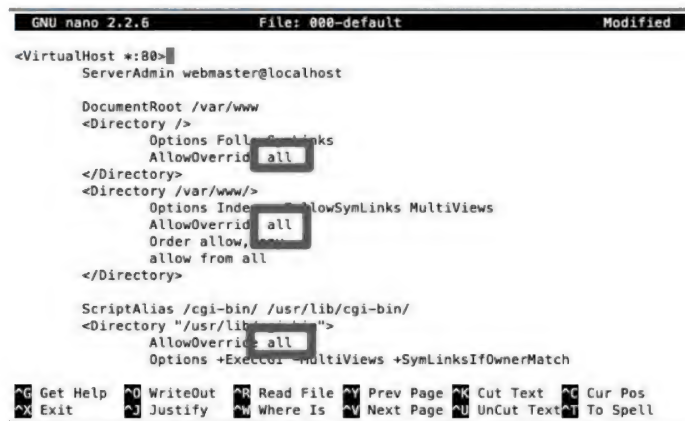 GNU nano 2.2.6 File: 000-default Modified
<VirtualHost *:80>
ServerAdmin webmaster@localhost
DocumentRoot /var/www
<Directory />
Options
AllowOverrid all
</Directory>
<Directory /var/www/>
Options MultiViews
AllowOverrid all
Order allow,
allow from all
</Directory>
ScriptAlias /cgi-bin/ /usr/lib/cgi-bin/
<Directory "/usr/lib
AllowOverride all
Options +ExecCGI -MultiViews +SymLinksIfOwnerMatch
^G Get Help ^O WriteOut ^R Read File ^Y Prev Page ^K Cut Text ^C Cur Pos
^X Exit ^J Justify ^W Where Is ^V Next Page ^U UnCut Text ^T To Spell